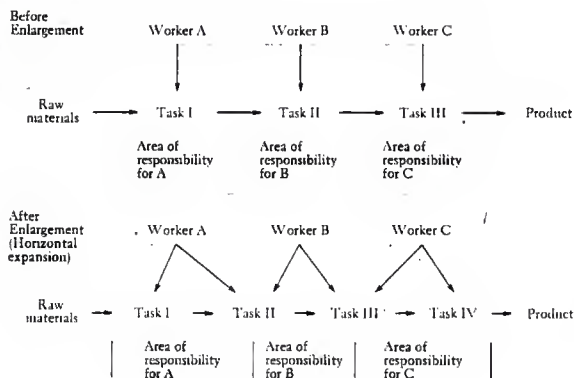 Before
Enlargement
Worker A Worker B Worker C
Raw
materials Task I Task II Task III Product
Area of
responsibility
for A
Area of
responsibility
for B
Area of
responsibility
for C
After
Enlargement
(Horizontal
expansion)
Worker A Worker B Worker C
Raw
materials Task I Task II Task III Task IV Product
Area of
responsibility
for A
Area of
responsibility
for B
Area of
responsibility
for C